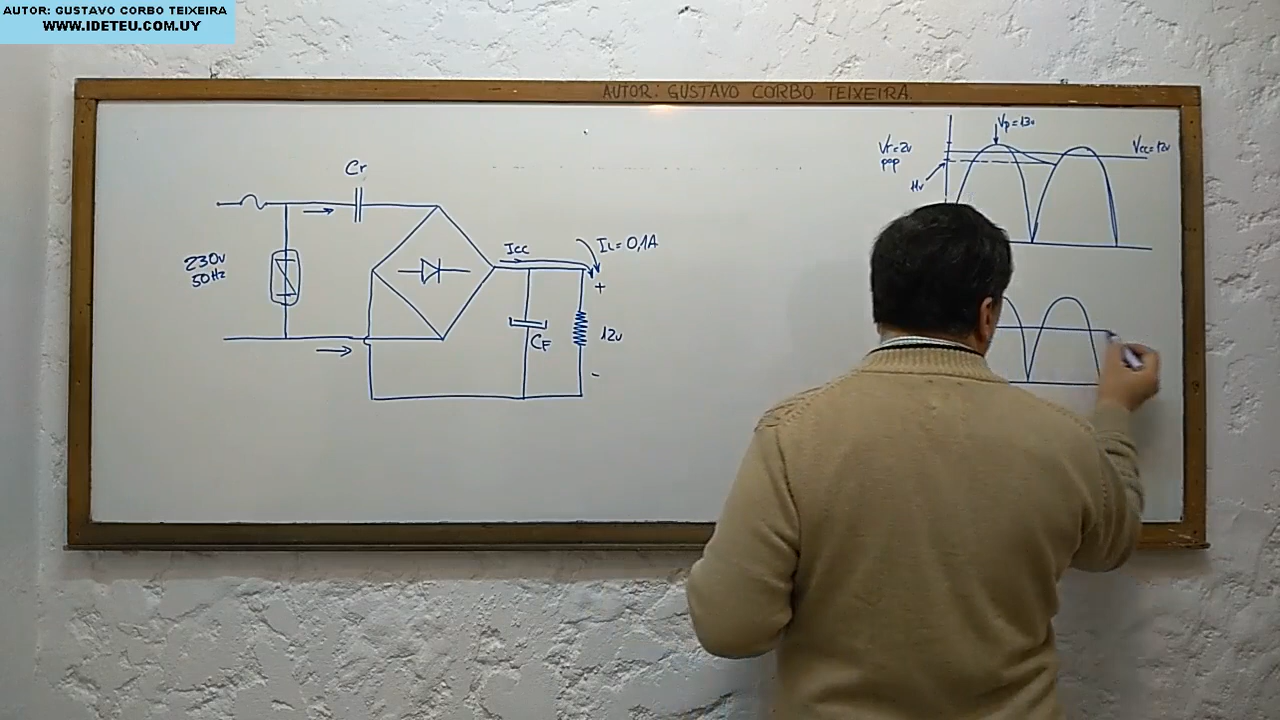 AUTOR: GUSTAVO CORBO TEIXEIRA
WWW.IDETEU.COM.UY
AUTOR: GUSTAVO CORBO TEIXEIRA.
Vp=13v
Vr=2v
pap
Vcc=12v
11v
Cr
230v
50Hz
Icc
IL=0,1A
+
CF
12v
-